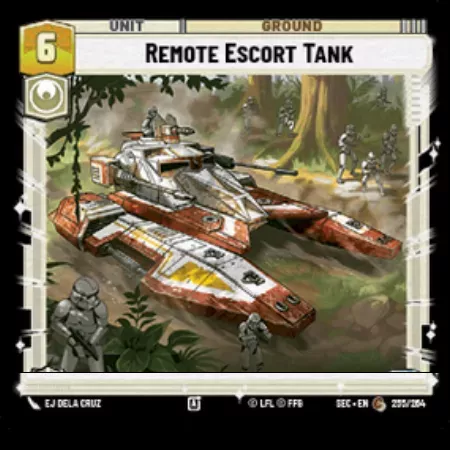 UNIT
GROUND
6
REMOTE ESCORT TANK
EJ DELA CRUZ
A
© LFL © FFG
SEC • EN